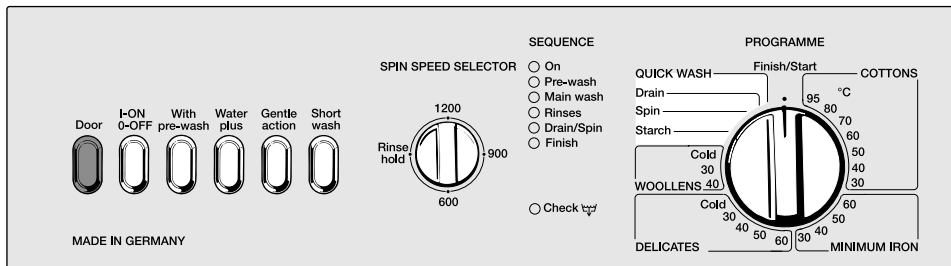 Door
I-ON
0-OFF
With
pre-wash
Water
plus
Gentle
action
Short
wash
MADE IN GERMANY
SPIN SPEED SELECTOR
1200
900
600
Rinse
hold
SEQUENCE
On
Pre-wash
Main wash
Rinses
Drain/Spin
Finish
Check
PROGRAMME
Finish/Start
QUICK WASH
Drain
Spin
Starch
COTTONS
°C
95
80
70
60
50
40
30
MINIMUM IRON
60
50
40
30
DELICATES
60
50
40
30
Cold
WOOLLENS
40
30
Cold